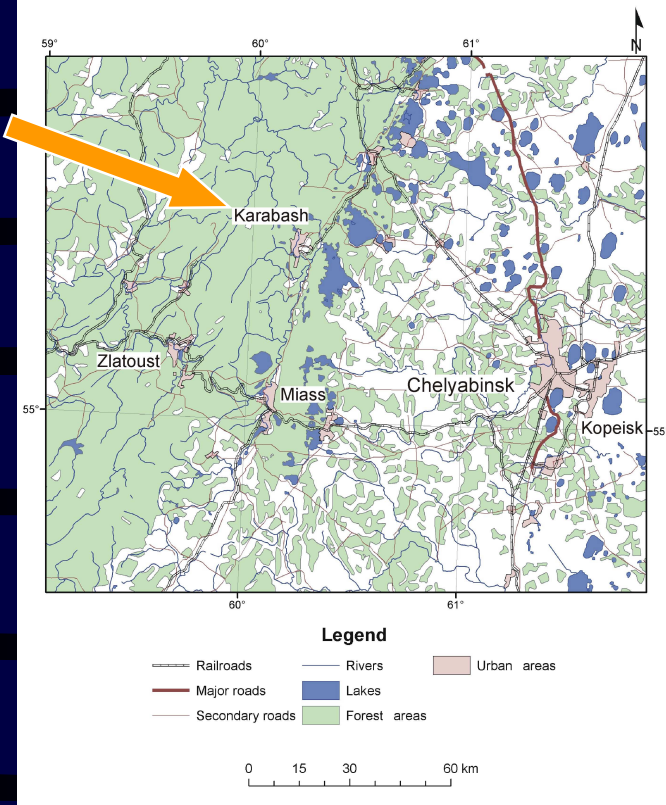 59° 60° 61° N
Karabash
Zlatoust
Miass
Chelyabinsk
55°
Kopeisk
55
60° 61°
Legend
Railroads Rivers Urban areas
Major roads Lakes
Secondary roads Forest areas
0 15 30 60 km